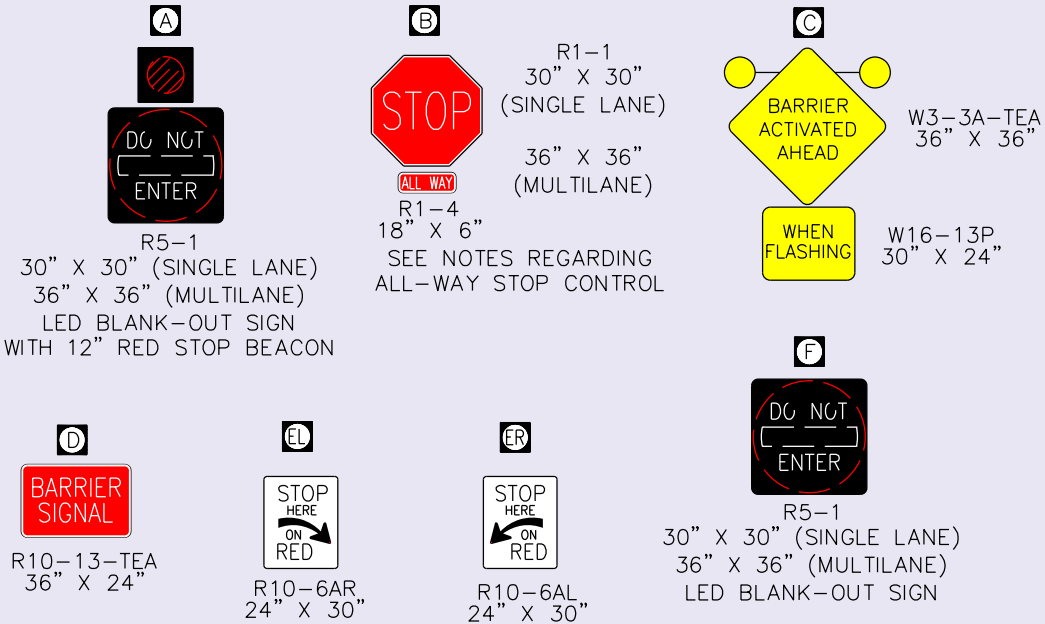 A
DO NOT
ENTER
R5-1
30” X 30” (SINGLE LANE)
36” X 36” (MULTILANE)
LED BLANK-OUT SIGN
WITH 12” RED STOP BEACON
B
STOP
ALL WAY
R1-4
18” X 6”
R1-1
30” X 30”
(SINGLE LANE)
36” X 36”
(MULTILANE)
SEE NOTES REGARDING
ALL-WAY STOP CONTROL
C
BARRIER
ACTIVATED
AHEAD
W3-3A-TEA
36” X 36”
WHEN
FLASHING
W16-13P
30” X 24”
D
BARRIER
SIGNAL
R10-13-TEA
36” X 24”
EL
STOP
HERE
ON
RED
R10-6AR
24” X 30”
ER
STOP
HERE
ON
RED
R10-6AL
24” X 30”
F
DO NOT
ENTER
R5-1
30” X 30” (SINGLE LANE)
36” X 36” (MULTILANE)
LED BLANK-OUT SIGN